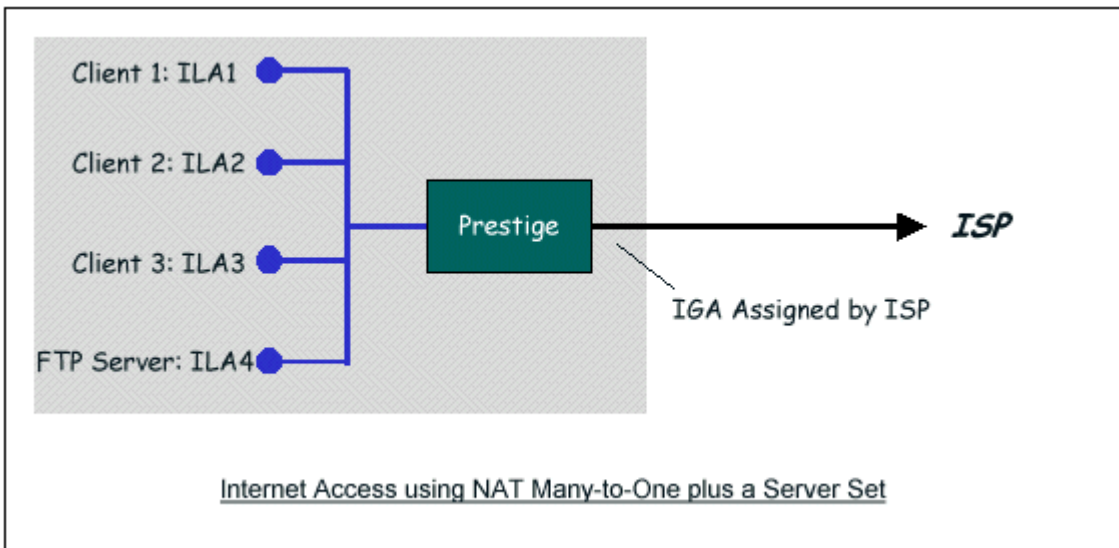 Client 1: ILA1
Client 2: ILA2
Client 3: ILA3
FTP Server: ILA4
Prestige
ISP
IGA Assigned by ISP
Internet Access using NAT Many-to-One plus a Server Set